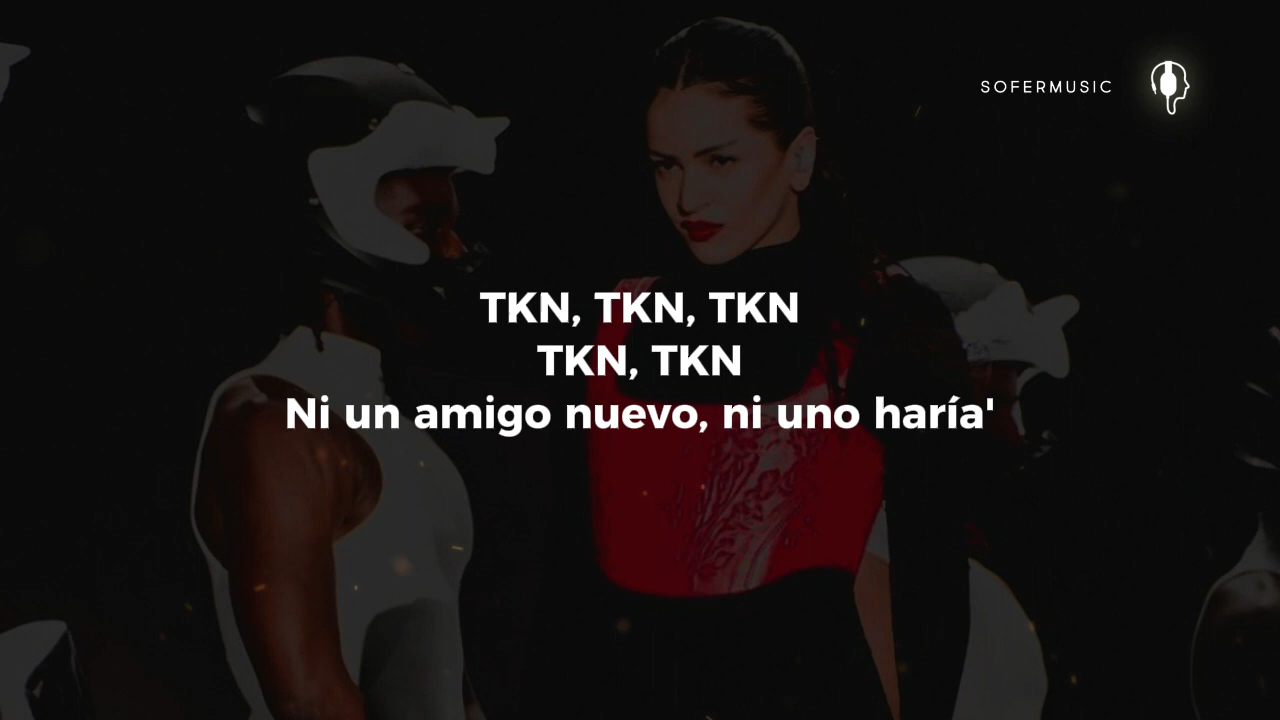 SOFERMUSIC
TKN, TKN, TKN
TKN, TKN
Ni un amigo nuevo, ni uno haría'